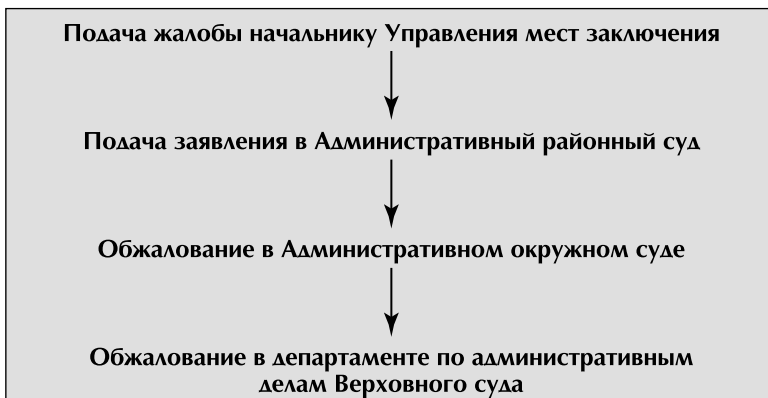 Подача жалобы начальнику Управления мест заключения
Подача заявления в Административный районный суд
Обжалование в Административном окружном суде
Обжалование в департаменте по административным
делам Верховного суда